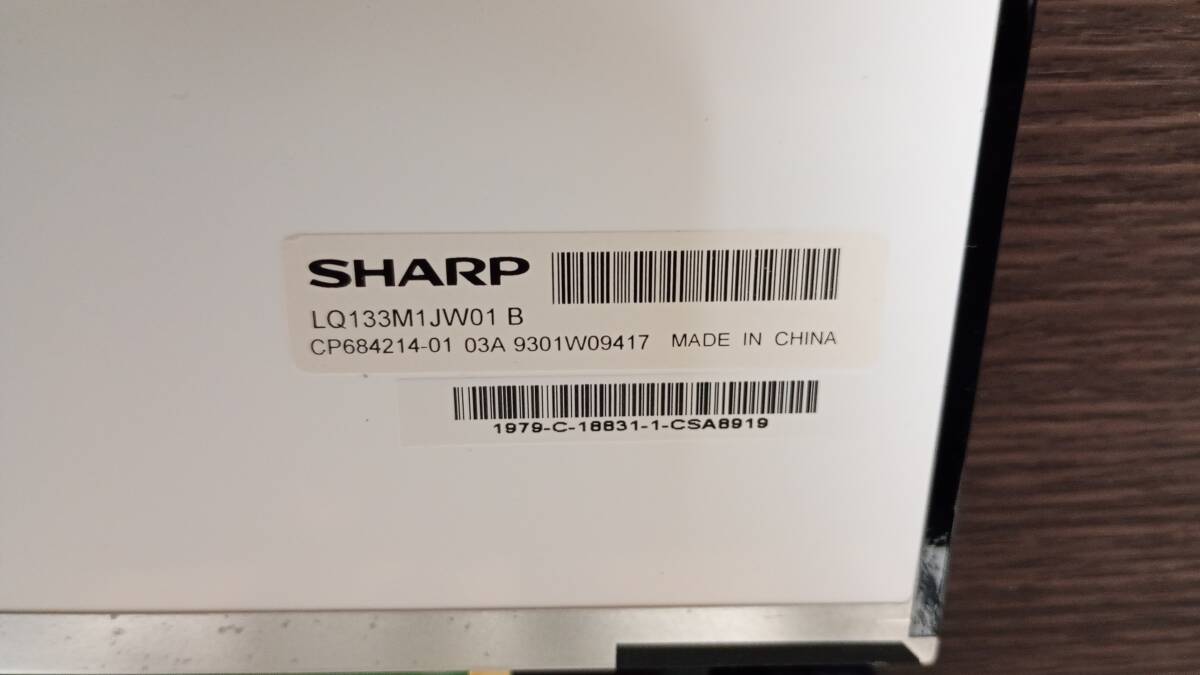 SHARP
LQ133M1JW01 B
CP684214-01 03A 9301W09417 MADE IN CHINA
1979-C-18831-1-CSA8919